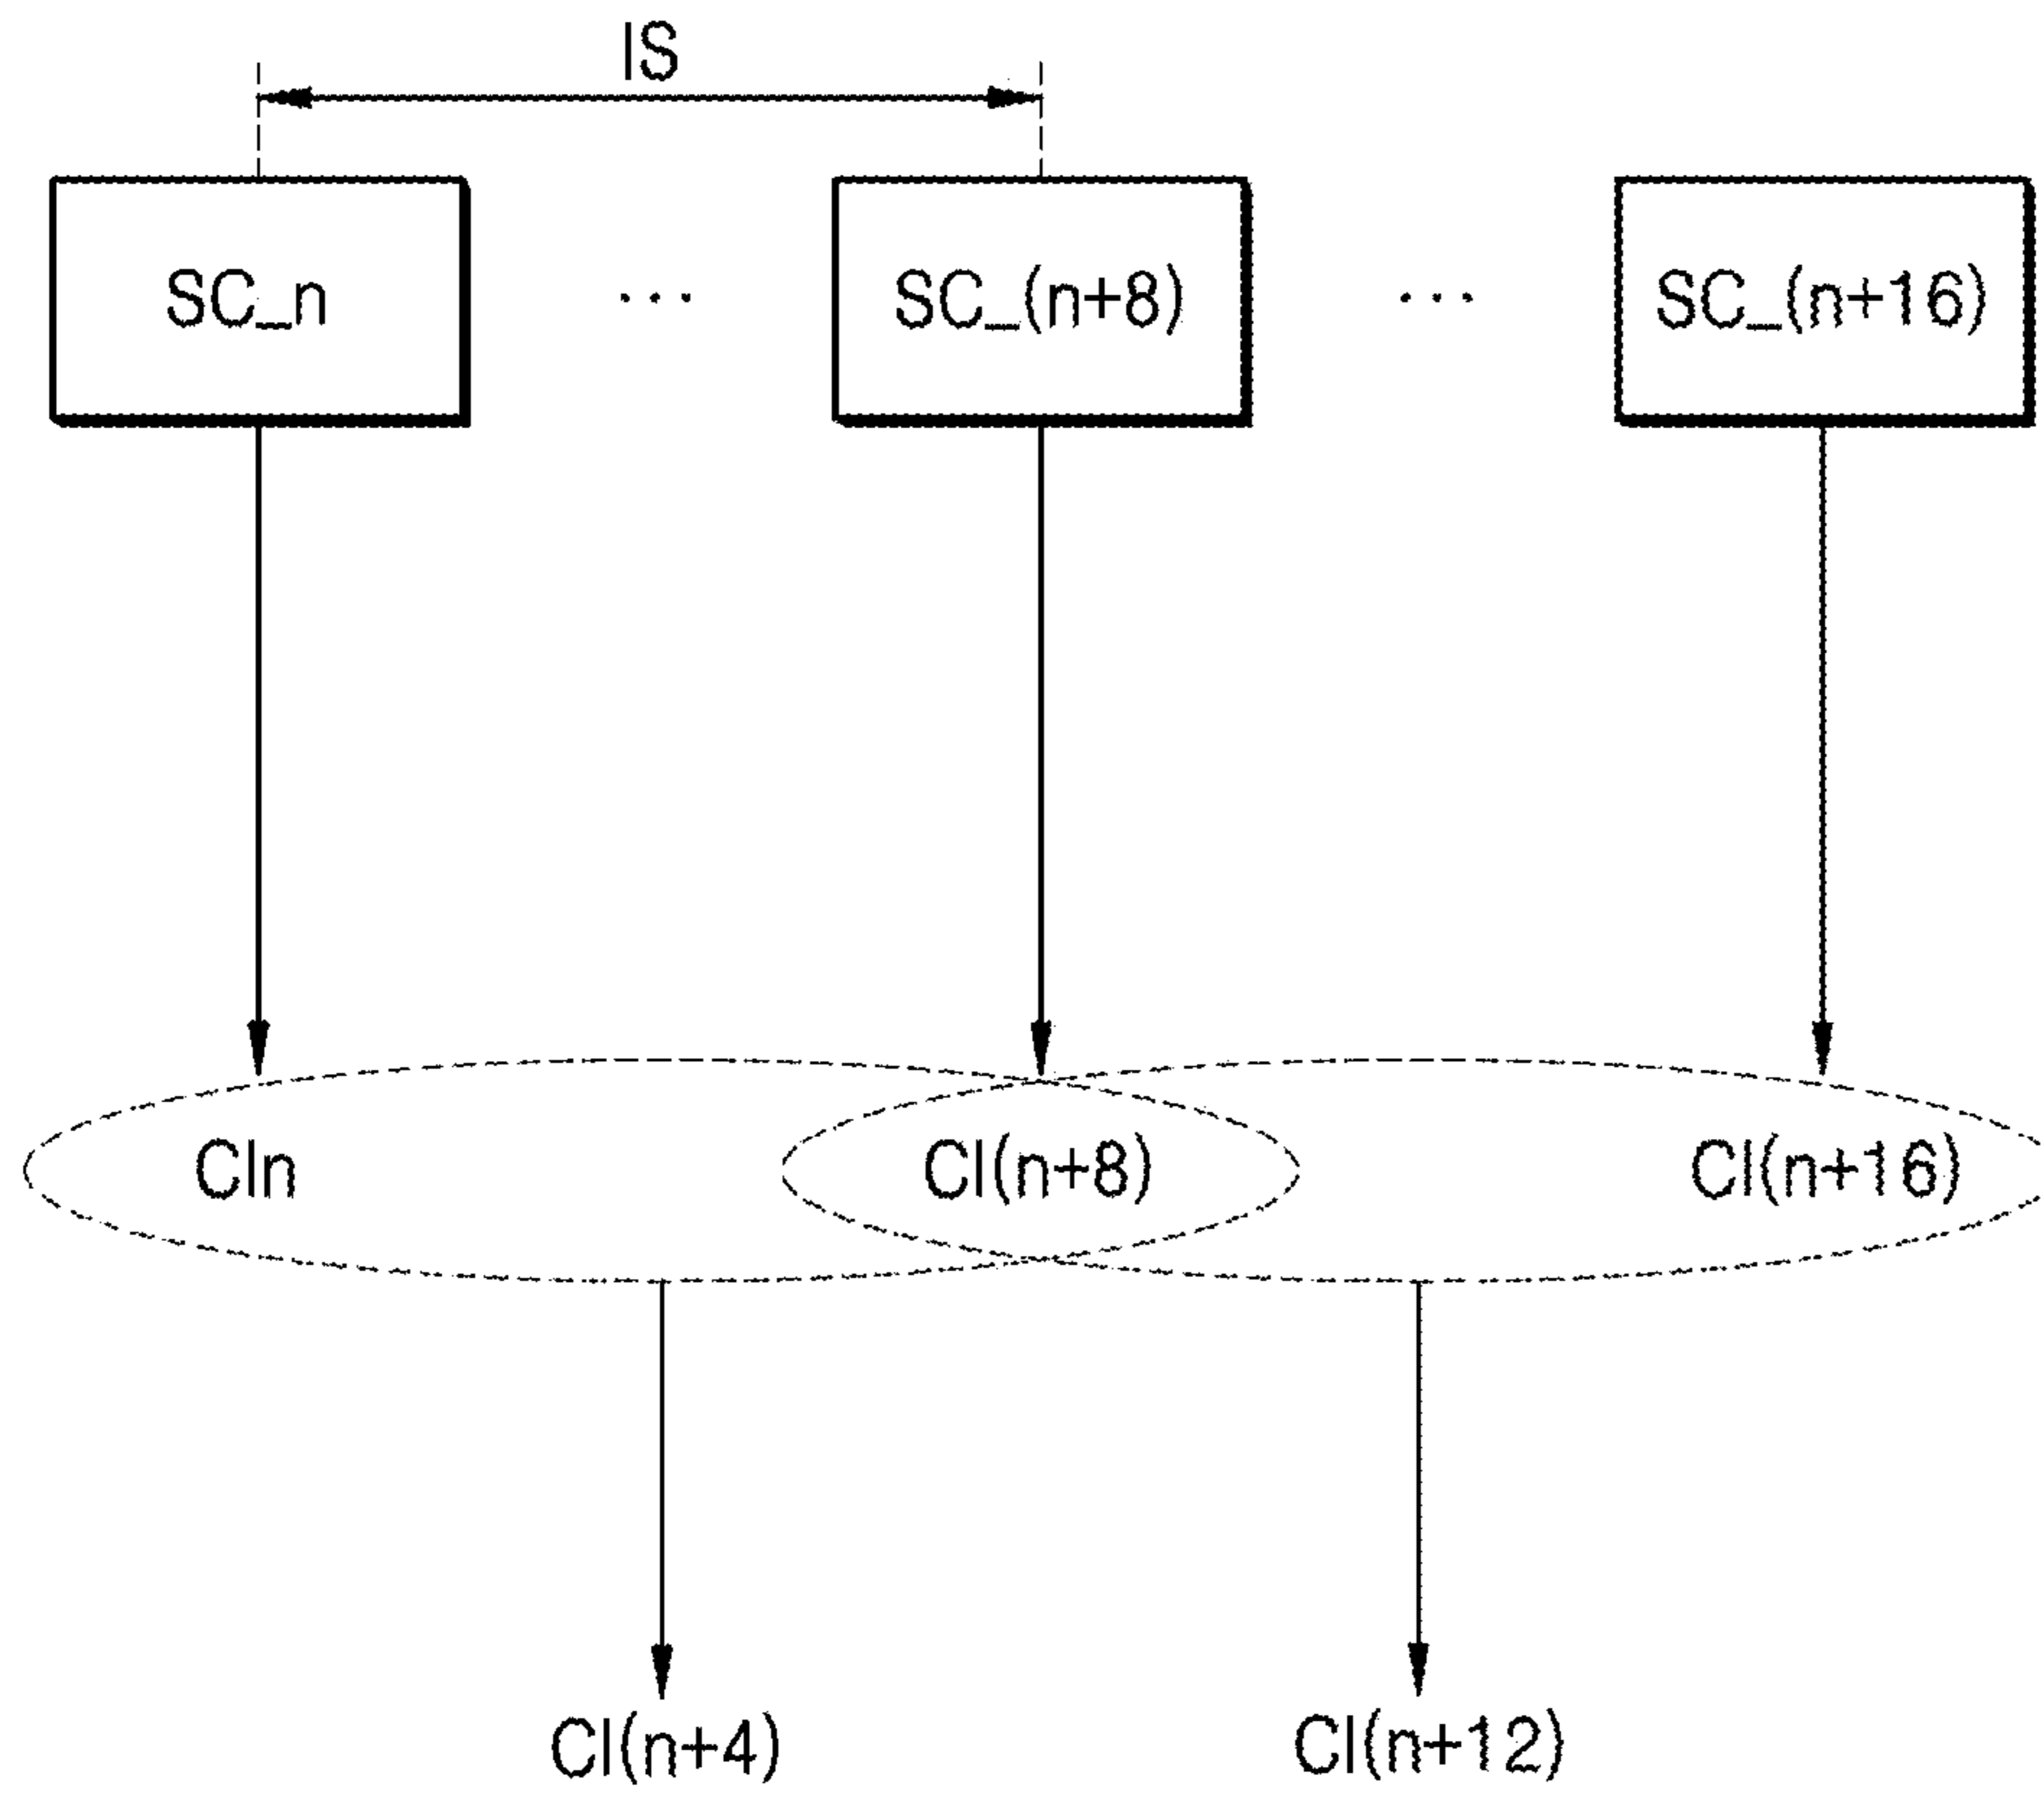 IS
SC_n ... SC_(n+8) ... SC_(n+16)
CIn CI(n+8) CI(n+16)
CI(n+4) CI(n+12)